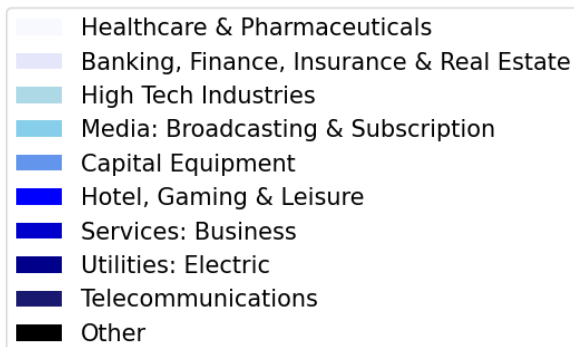 Healthcare & Pharmaceuticals
Banking, Finance, Insurance & Real Estate
High Tech Industries
Media: Broadcasting & Subscription
Capital Equipment
Hotel, Gaming & Leisure
Services: Business
Utilities: Electric
Telecommunications
Other